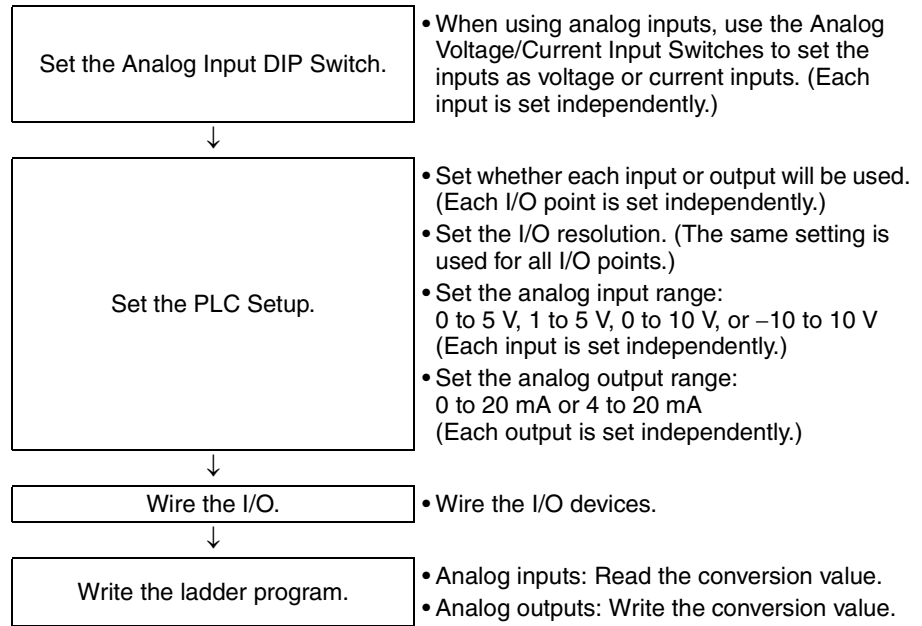 Set the Analog Input DIP Switch.
• When using analog inputs, use the Analog
Voltage/Current Input Switches to set the
inputs as voltage or current inputs. (Each
input is set independently.)
↓
Set the PLC Setup.
• Set whether each input or output will be used.
(Each I/O point is set independently.)
• Set the I/O resolution. (The same setting is
used for all I/O points.)
• Set the analog input range:
0 to 5 V, 1 to 5 V, 0 to 10 V, or −10 to 10 V
(Each input is set independently.)
• Set the analog output range:
0 to 20 mA or 4 to 20 mA
(Each output is set independently.)
↓
Wire the I/O.
• Wire the I/O devices.
↓
Write the ladder program.
• Analog inputs: Read the conversion value.
• Analog outputs: Write the conversion value.